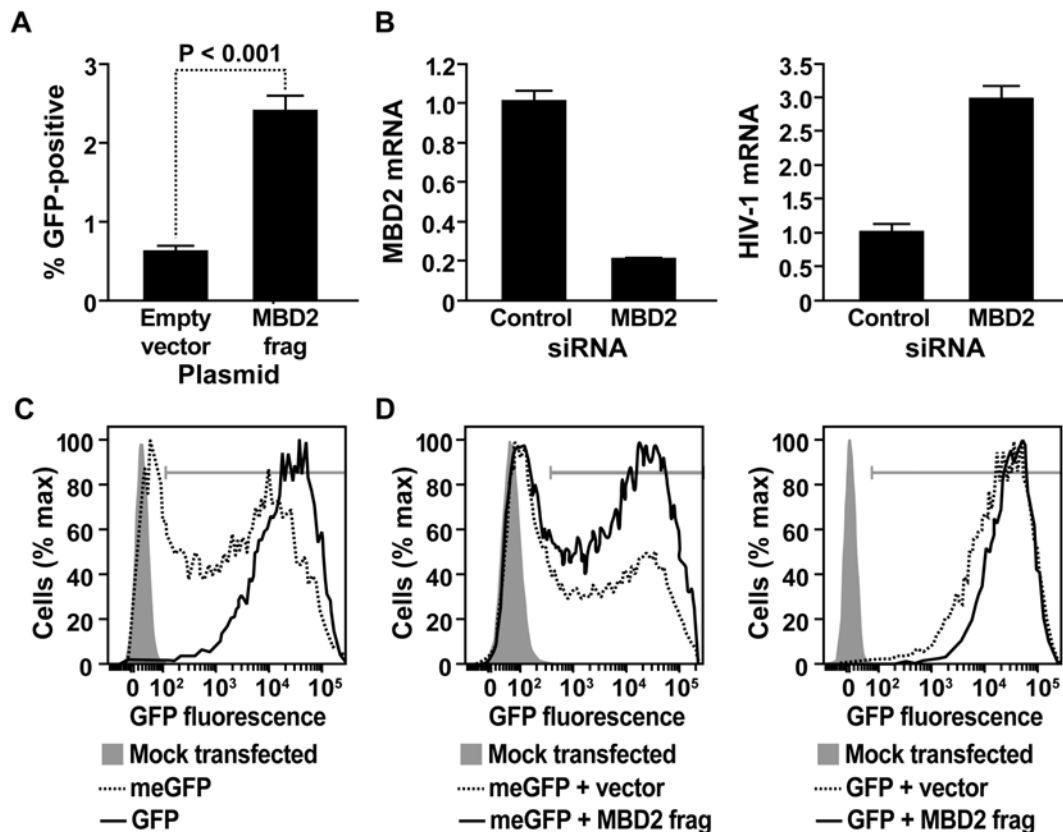 A
P < 0.001
% GFP-positive
3
2
1
0
Empty vector
MBD2 frag
Plasmid
B
MBD2 mRNA
1.2
1.0
0.8
0.6
0.4
0.2
0
Control
MBD2
siRNA
HIV-1 mRNA
3.5
3.0
2.5
2.0
1.5
1.0
0.5
0
Control
MBD2
siRNA
C
Cells (% max)
100
80
60
40
20
0
0 10² 10³ 10⁴ 10⁵
GFP fluorescence
Mock transfected
meGFP
GFP
D
Cells (% max)
100
80
60
40
20
0
0 10² 10³ 10⁴ 10⁵
GFP fluorescence
Mock transfected
meGFP + vector
meGFP + MBD2 frag
Cells (% max)
100
80
60
40
20
0
0 10² 10³ 10⁴ 10⁵
GFP fluorescence
Mock transfected
GFP + vector
GFP + MBD2 frag